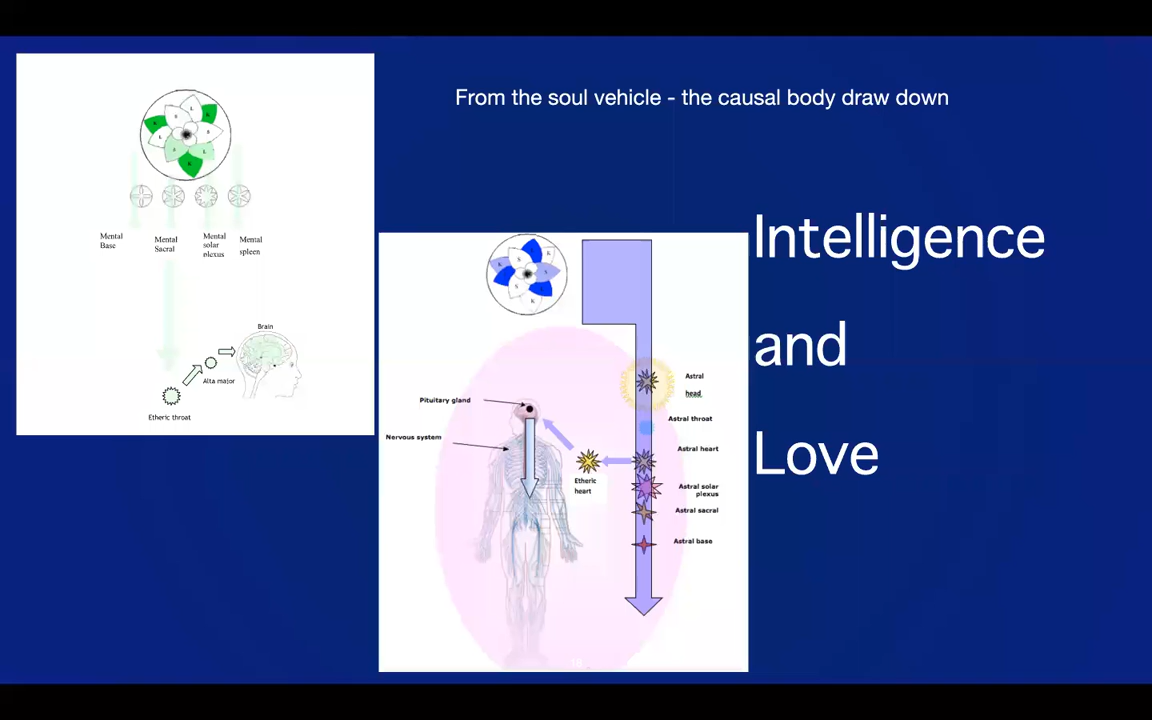 From the soul vehicle - the causal body draw down
Intelligence
and
Love
Mental
Base
Mental
Sacral
Mental
solar
plexus
Mental
spleen
Brain
Alta major
Etheric throat
Pituitary gland
Nervous system
Etheric
heart
Astral
head
Astral throat
Astral heart
Astral solar
plexus
Astral sacral
Astral base
18